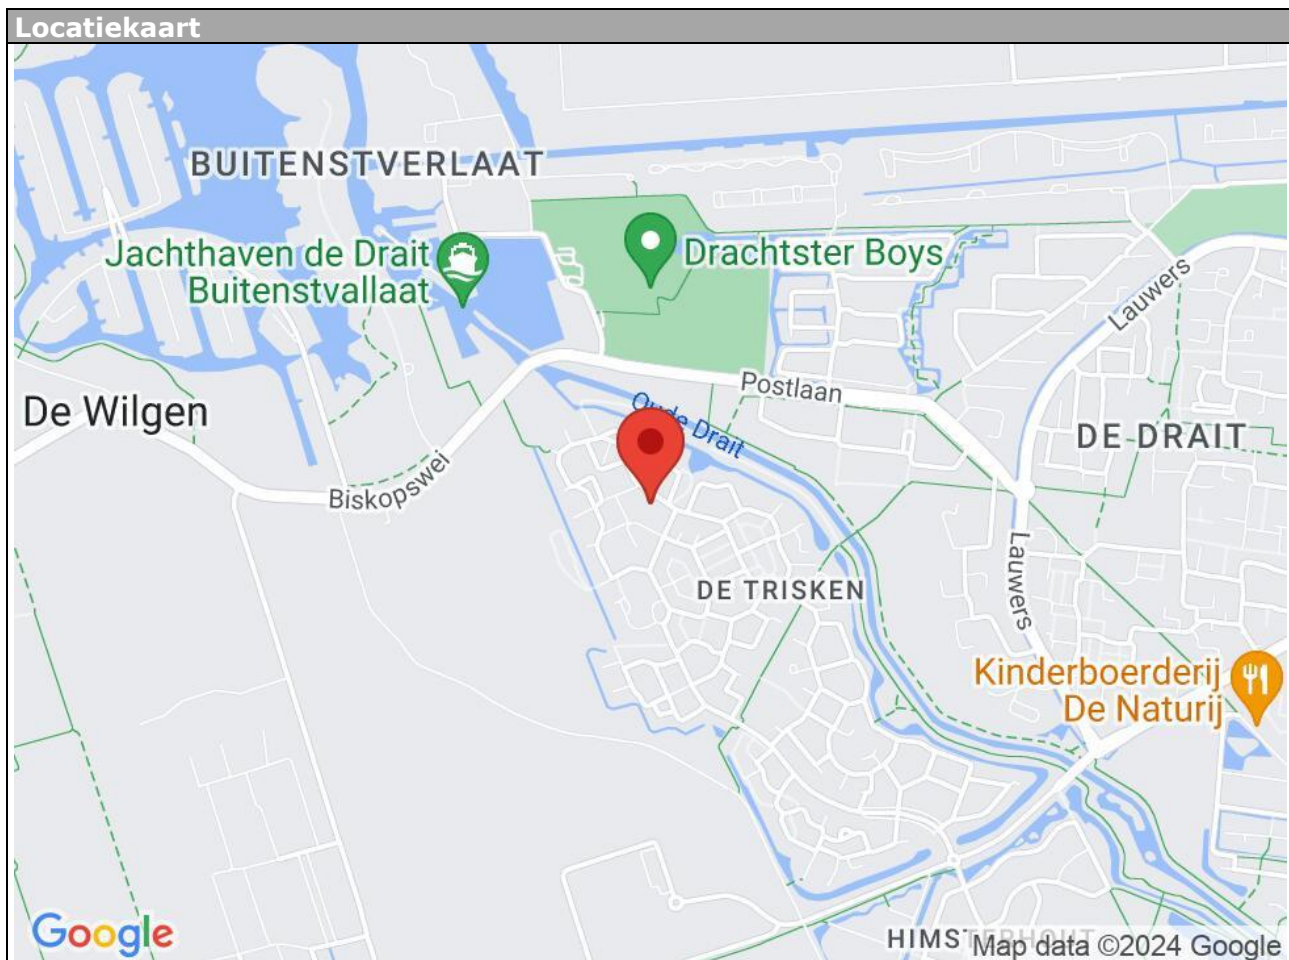 Locatiekaart
BUITENSTVERLAAT
Jachthaven de Drait
Buitenstvallaat
Drachtster Boys
Lauwers
De Wilgen
Postlaan
Oude Drait
DE DRAIT
Biskopswei
Lauwers
DE TRISKEN
Kinderboerderij
De Naturij
Google
Map data ©2024 Google